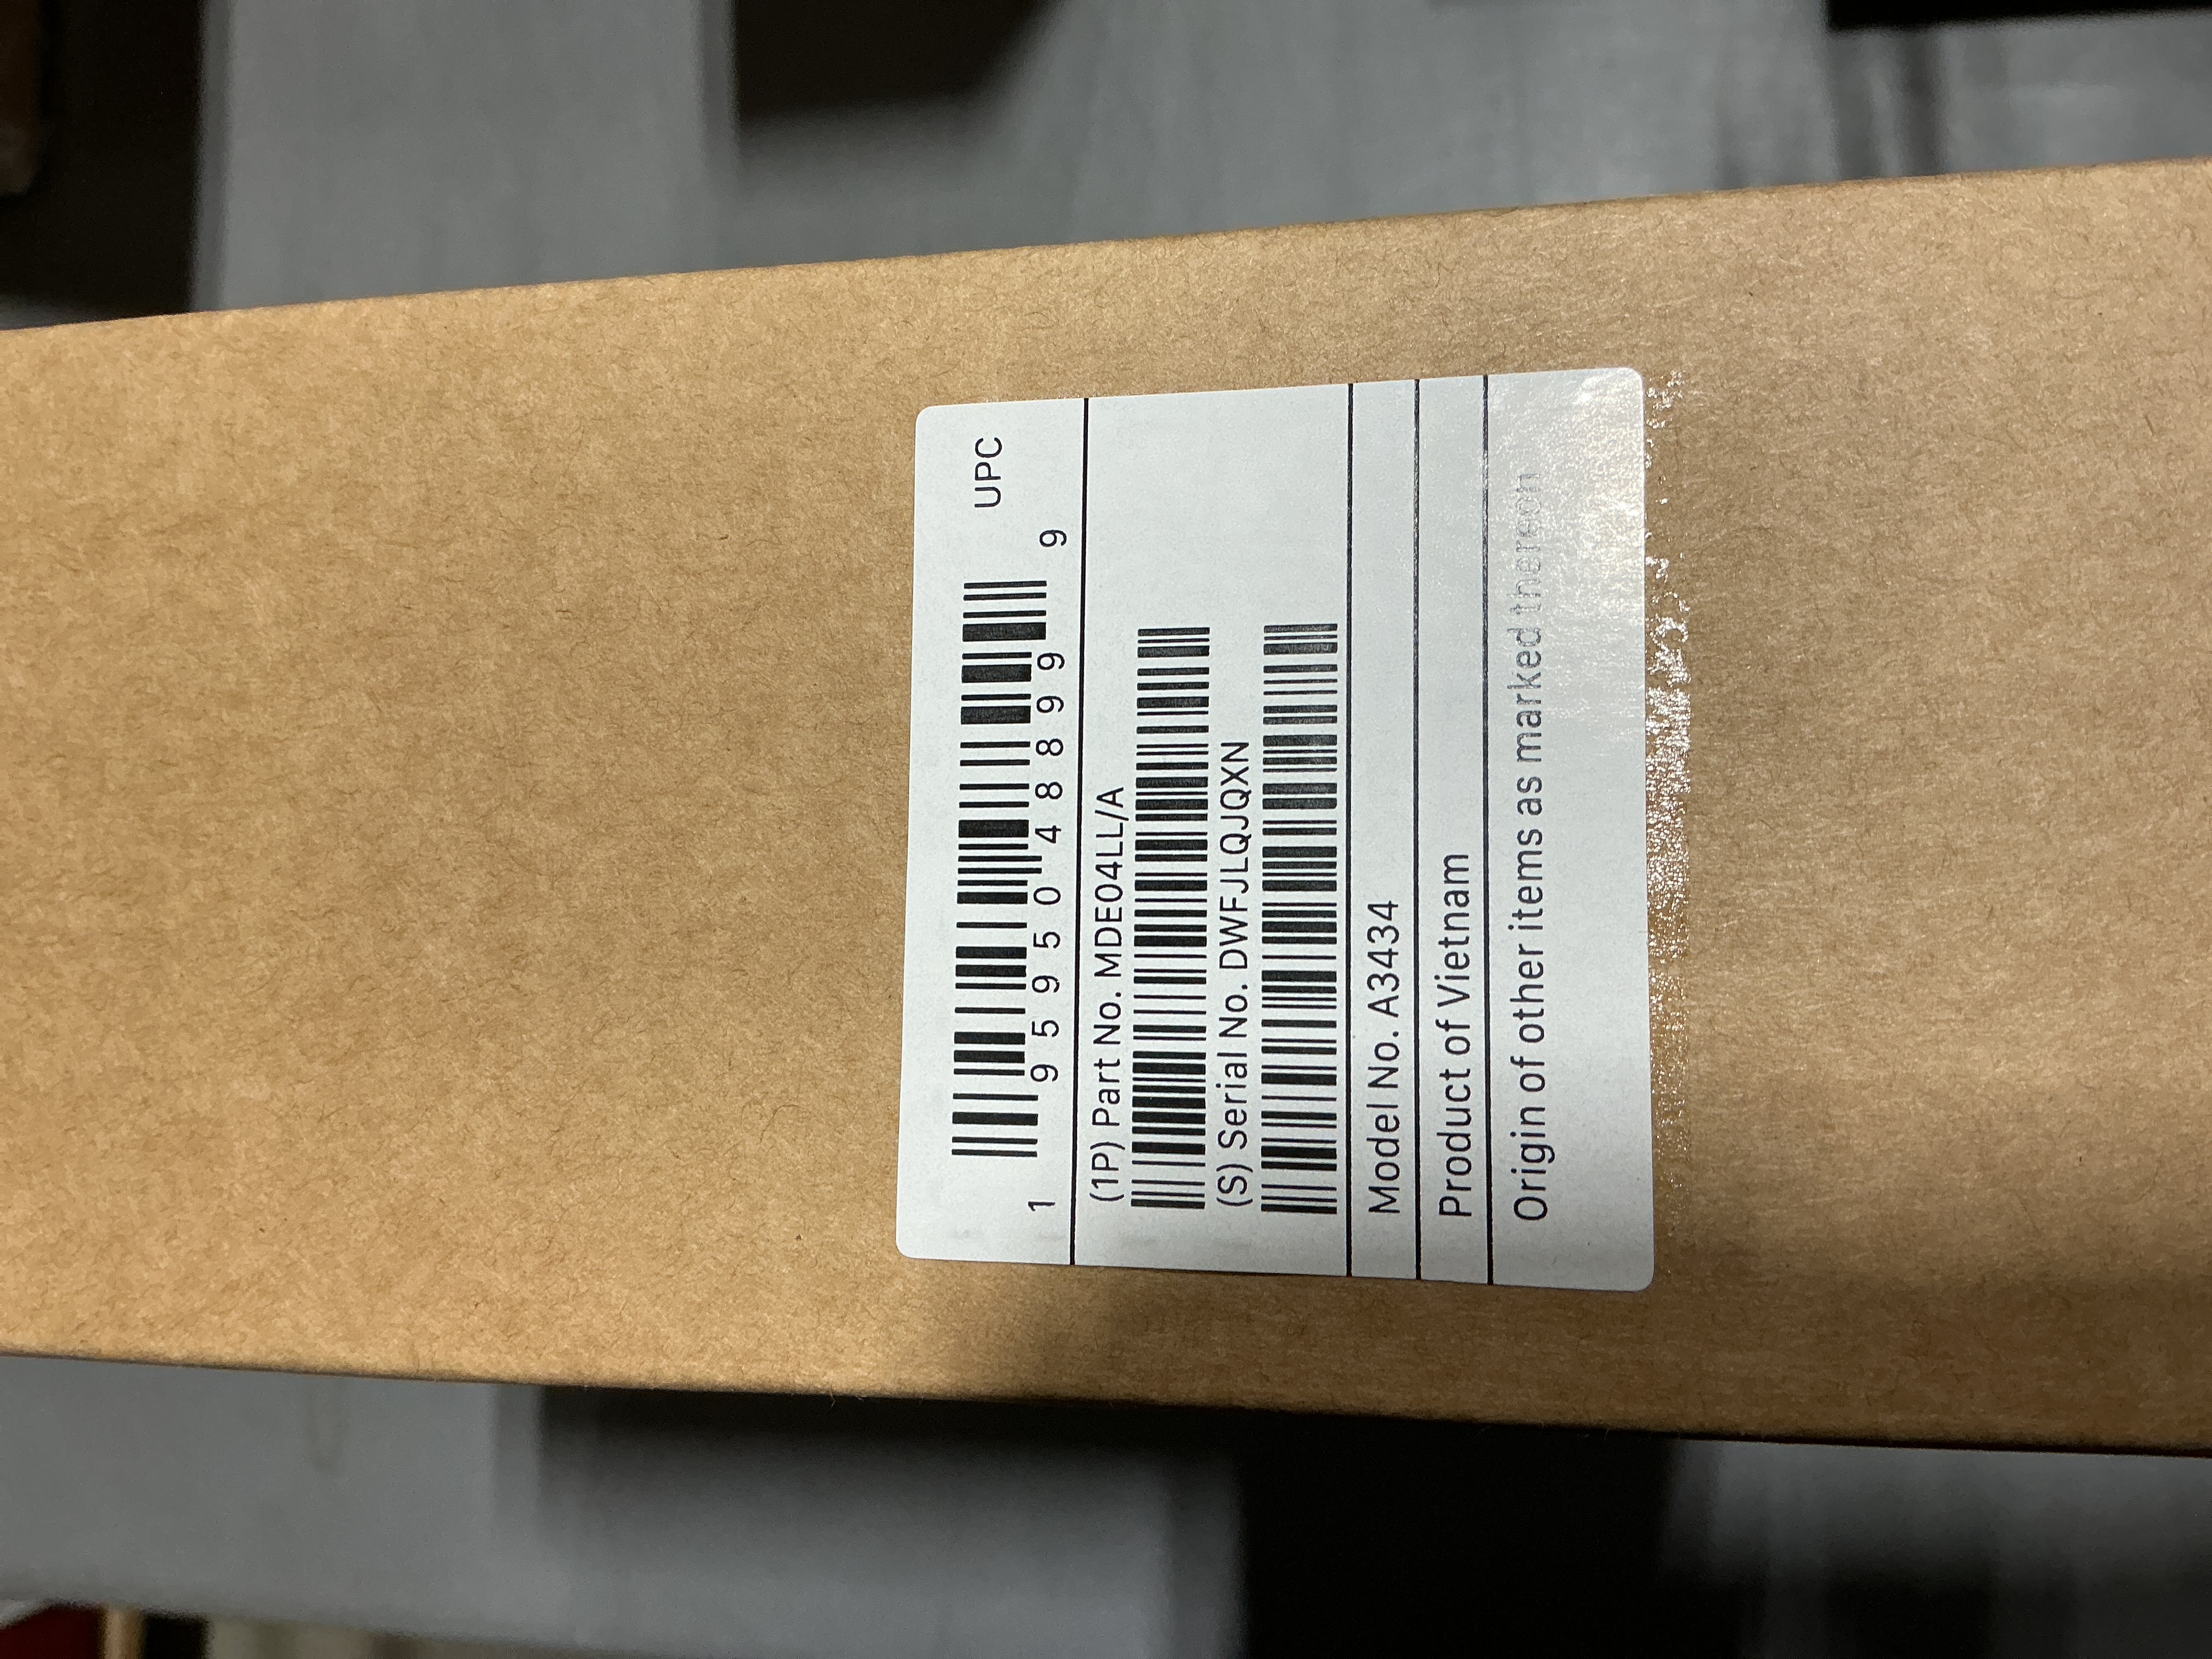 UPC
1 95950 48899 9
(1P) Part No. MDE04LL/A
(S) Serial No. DWFJLQJQXN
Model No. A3434
Product of Vietnam
Origin of other items as marked thereon